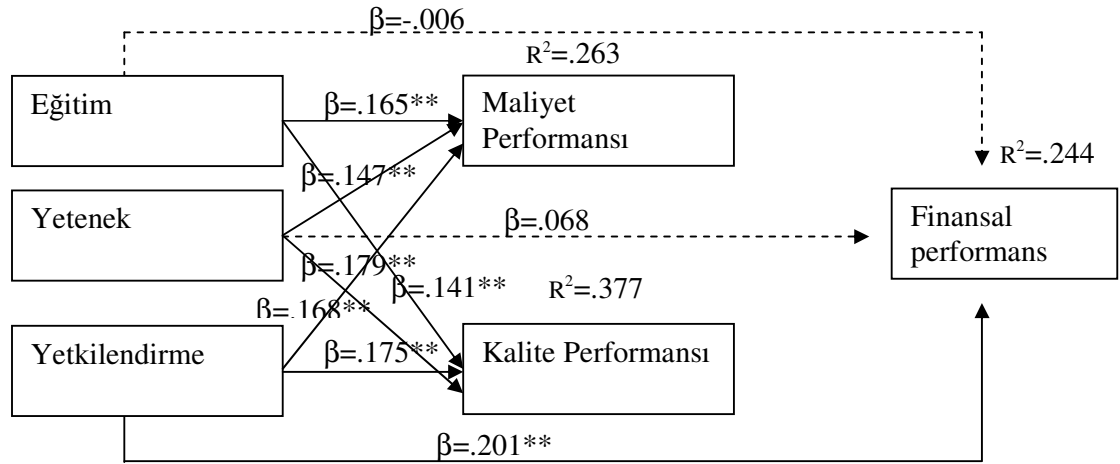 β=-.006
R²=.263
Eğitim
β=.165**
Maliyet
Performansı
R²=.244
β=.147**
Yetenek
β=.068
Finansal
performans
β=.179**
β=.141**
R²=.377
β=.168**
Yetkilendirme
β=.175**
Kalite Performansı
β=.201**